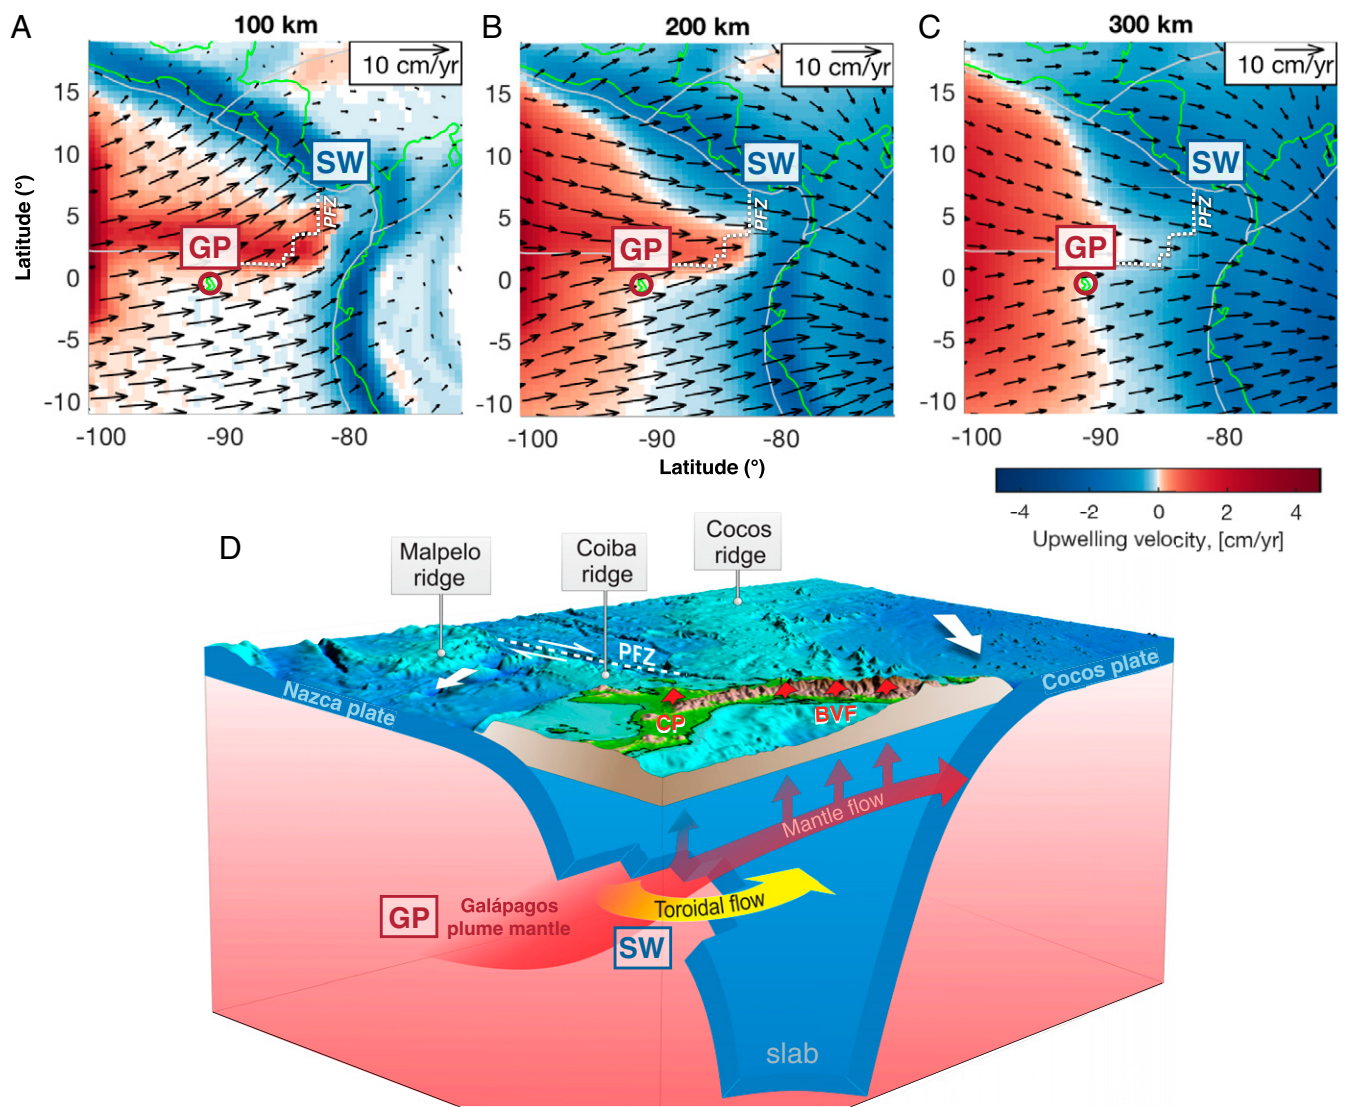 A
100 km
B
200 km
C
300 km
10 cm/yr
10 cm/yr
10 cm/yr
Latitude (°)
15
10
5
0
-5
-10
SW
PFZ
GP
-100
-90
-80
15
10
5
0
-5
-10
SW
PFZ
GP
-100
-90
-80
15
10
5
0
-5
-10
SW
PFZ
GP
-100
-90
-80
Latitude (°)
-4
-2
0
2
4
Upwelling velocity, [cm/yr]
D
Malpelo
ridge
Coiba
ridge
Cocos
ridge
PFZ
Nazca plate
Cocos plate
CP
BVF
Mantle flow
Toroidal flow
GP
Galápagos
plume mantle
SW
slab